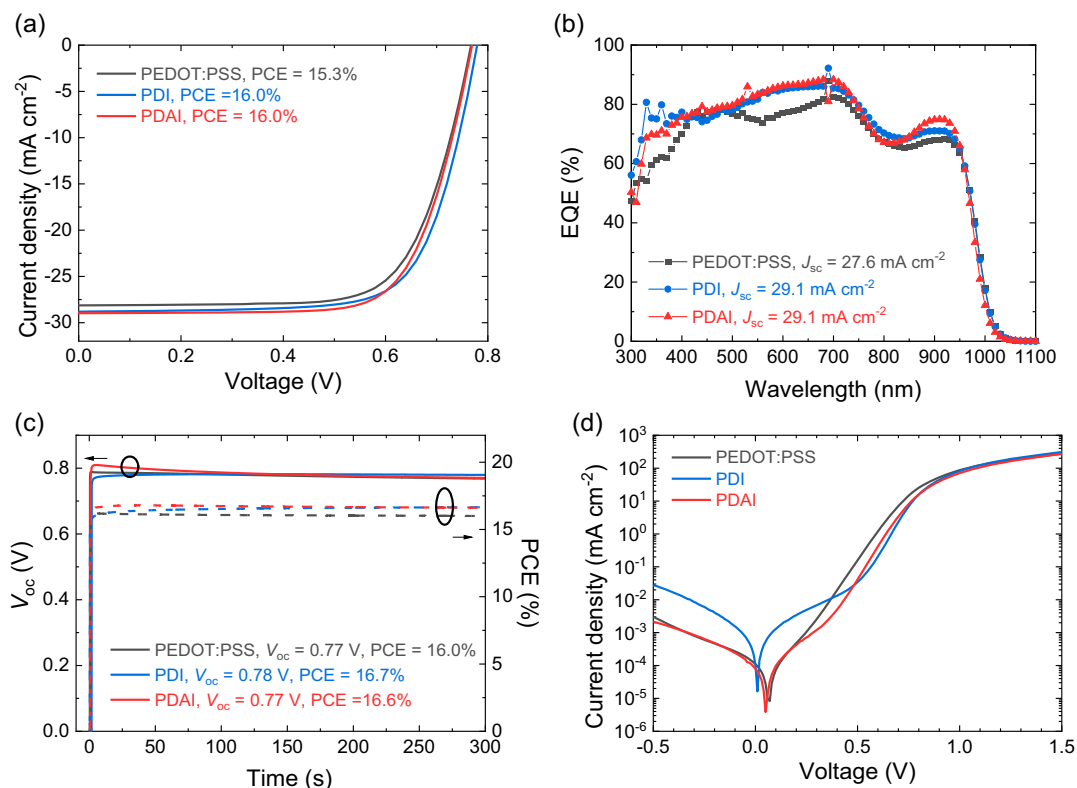 (a)
0
-5
-10
-15
-20
-25
-30
Current density (mA cm-2)
PEDOT:PSS, PCE = 15.3%
PDI, PCE =16.0%
PDAI, PCE = 16.0%
0.0 0.2 0.4 0.6 0.8
Voltage (V)
(b)
100
80
60
40
20
0
EQE (%)
PEDOT:PSS, Jsc = 27.6 mA cm-2
PDI, Jsc = 29.1 mA cm-2
PDAI, Jsc = 29.1 mA cm-2
300 400 500 600 700 800 900 1000 1100
Wavelength (nm)
(c)
0.8
0.6
0.4
0.2
0.0
Voc (V)
20
15
10
5
0
PCE (%)
PEDOT:PSS, Voc = 0.77 V, PCE = 16.0%
PDI, Voc = 0.78 V, PCE = 16.7%
PDAI, Voc = 0.77 V, PCE =16.6%
0 50 100 150 200 250 300
Time (s)
(d)
10^3
10^2
10^1
10^0
10^-1
10^-2
10^-3
10^-4
10^-5
10^-6
Current density (mA cm-2)
PEDOT:PSS
PDI
PDAI
-0.5 0.0 0.5 1.0 1.5
Voltage (V)